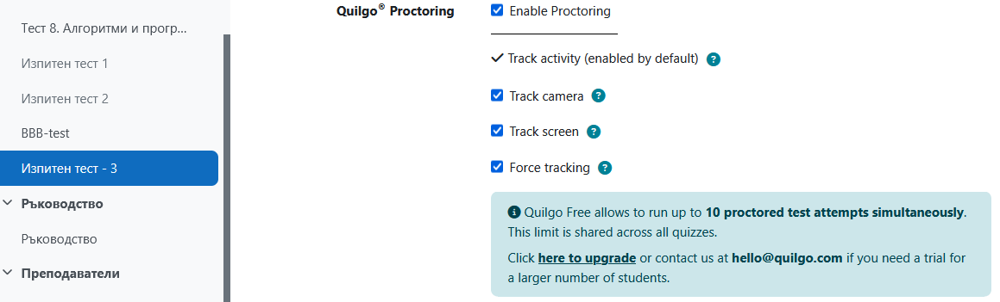 Тест 8. Алгоритми и прогр...
Изпитен тест 1
Изпитен тест 2
BBB-test
Изпитен тест - 3
Ръководство
Ръководство
Преподаватели
Quilgo® Proctoring
Enable Proctoring
Track activity (enabled by default) ?
Track camera ?
Track screen ?
Force tracking ?
Quilgo Free allows to run up to 10 proctored test attempts simultaneously.
This limit is shared across all quizzes.
Click here to upgrade or contact us at hello@quilgo.com if you need a trial for
a larger number of students.